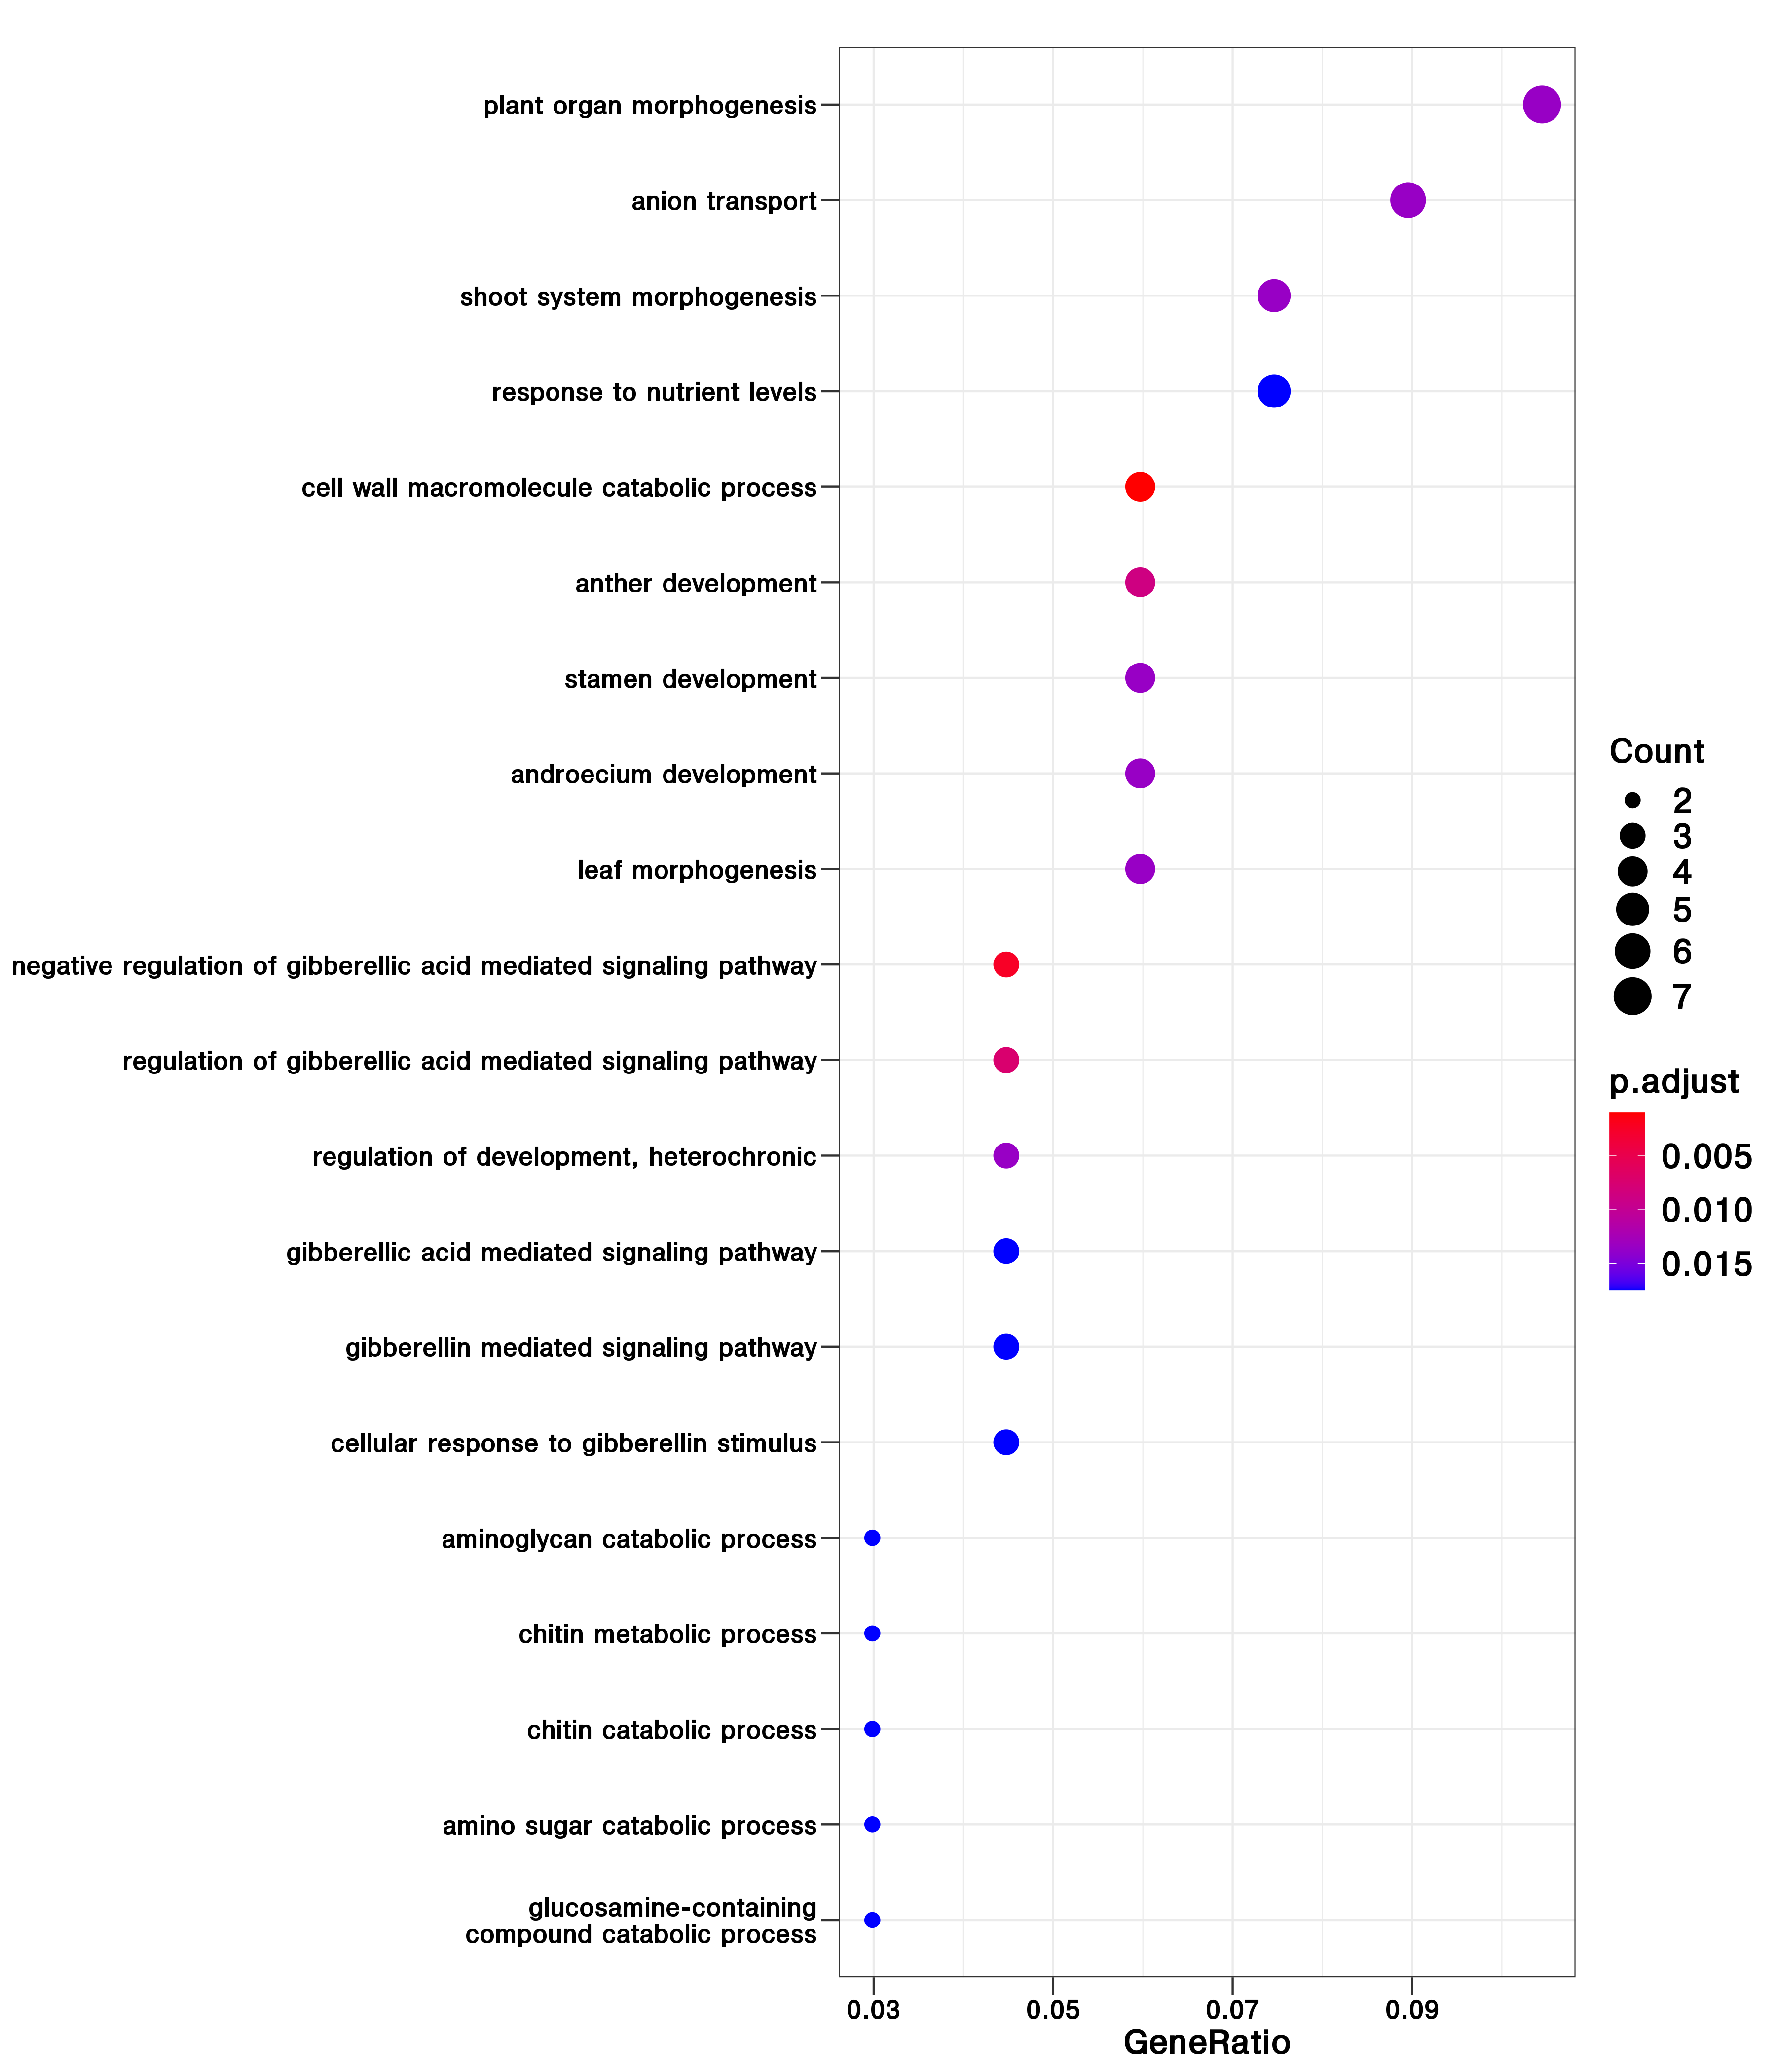 plant organ morphogenesis
anion transport
shoot system morphogenesis
response to nutrient levels
cell wall macromolecule catabolic process
anther development
stamen development
androecium development
leaf morphogenesis
negative regulation of gibberellic acid mediated signaling pathway
regulation of gibberellic acid mediated signaling pathway
regulation of development, heterochronic
gibberellic acid mediated signaling pathway
gibberellin mediated signaling pathway
cellular response to gibberellin stimulus
aminoglycan catabolic process
chitin metabolic process
chitin catabolic process
amino sugar catabolic process
glucosamine-containing
compound catabolic process
0.03 0.05 0.07 0.09
GeneRatio
Count
2
3
4
5
6
7
p.adjust
0.005
0.010
0.015